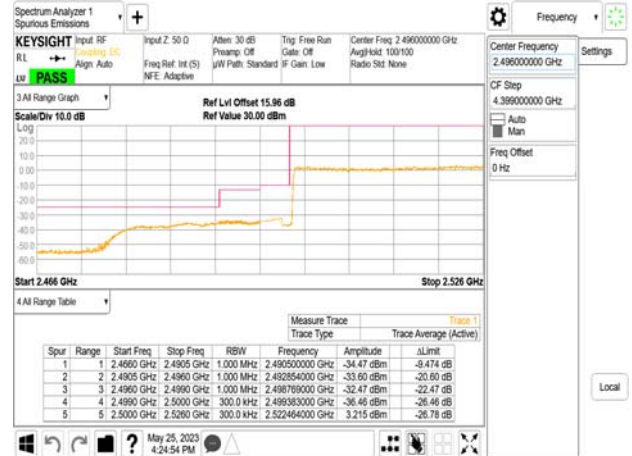 Spectrum Analyzer 1
Spurious Emissions
Frequency
KEYSIGHT Input: RF Input Z: 50 Ω Atten: 30 dB Trig: Free Run Center Freq: 2.496000000 GHz
RL Coupling: DC Preamp: Off Gate: Off Avg|Hold: 100/100
Align: Auto Freq Ref: Int (S) µW Path: Standard IF Gain: Low Radio Std: None
LV PASS NFE: Adaptive
Center Frequency
2.496000000 GHz
Settings
CF Step
4.399000000 GHz
Auto
Man
Freq Offset
0 Hz
3 All Range Graph
Ref Lvl Offset 15.96 dB
Scale/Div 10.0 dB Ref Value 30.00 dBm
Log
20.0
10.0
0.00
-10.0
-20.0
-30.0
-40.0
-50.0
-60.0
Start 2.466 GHz Stop 2.526 GHz
4 All Range Table
Measure Trace Trace 1
Trace Type Trace Average (Active)
Spur Range Start Freq Stop Freq RBW Frequency Amplitude ΔLimit
1 1 2.4660 GHz 2.4905 GHz 1.000 MHz 2.490500000 GHz -34.47 dBm -9.474 dB
2 2 2.4905 GHz 2.4960 GHz 1.000 MHz 2.492854000 GHz -33.60 dBm -20.60 dB
3 3 2.4960 GHz 2.4990 GHz 1.000 MHz 2.498769000 GHz -32.47 dBm -22.47 dB
4 4 2.4990 GHz 2.5000 GHz 300.0 kHz 2.499383000 GHz -36.46 dBm -26.46 dB
5 5 2.5000 GHz 2.5260 GHz 300.0 kHz 2.522464000 GHz 3.215 dBm -26.78 dB
Local
May 25, 2023
4:24:54 PM